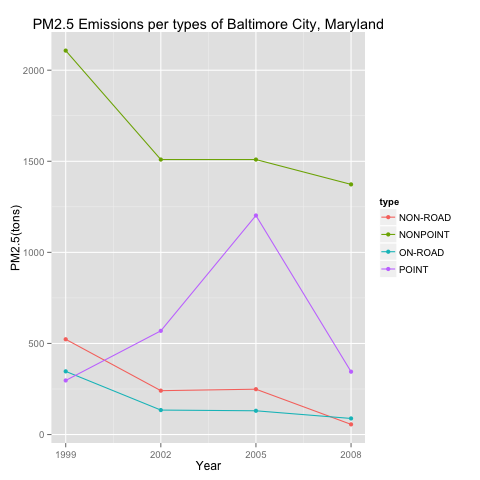 PM2.5 Emissions per types of Baltimore City, Maryland
2000
1500
1000
500
0
PM2.5(tons)
1999 2002 2005 2008
Year
type
NON-ROAD
NONPOINT
ON-ROAD
POINT